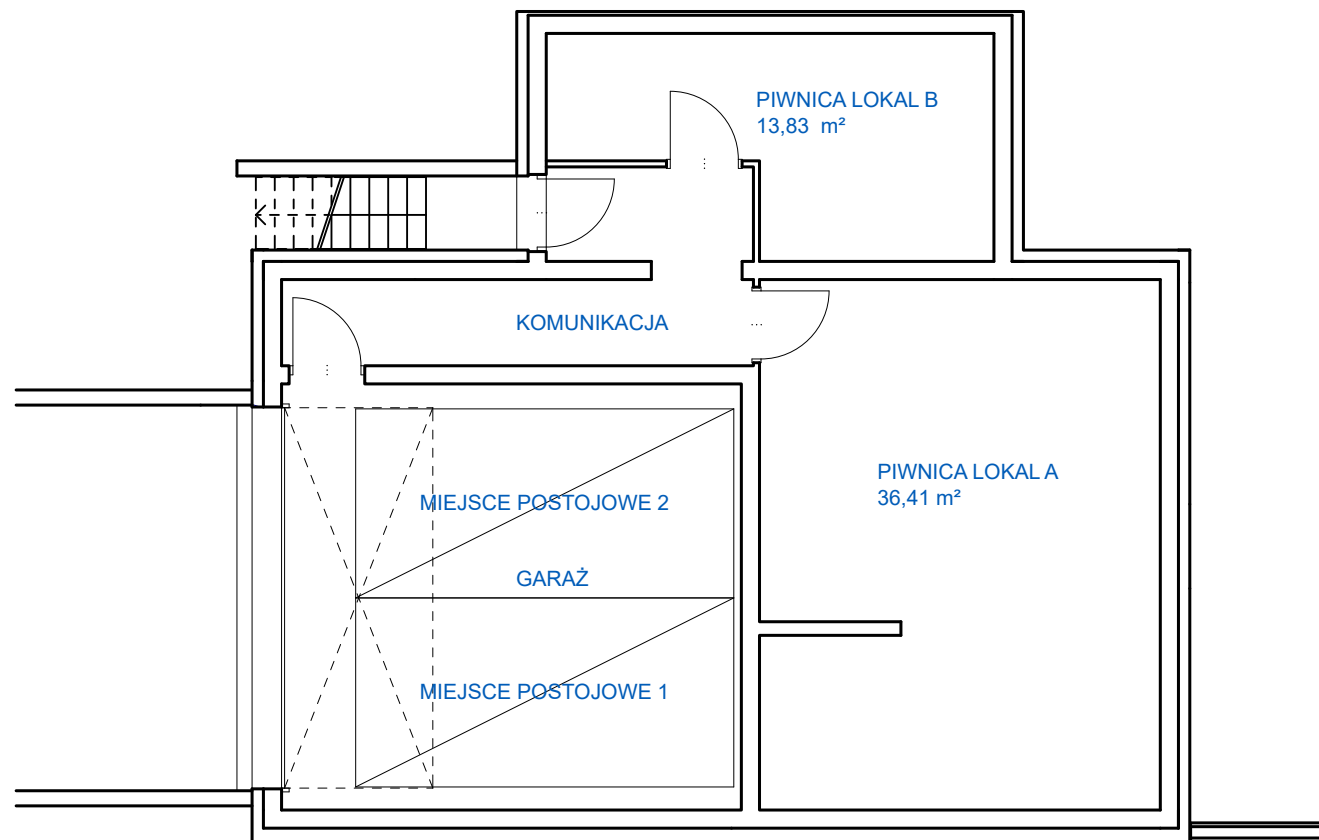 PIWNICA LOKAL B
13,83 m²
KOMUNIKACJA
PIWNICA LOKAL A
36,41 m²
MIEJSCE POSTOJOWE 2
GARAŻ
MIEJSCE POSTOJOWE 1